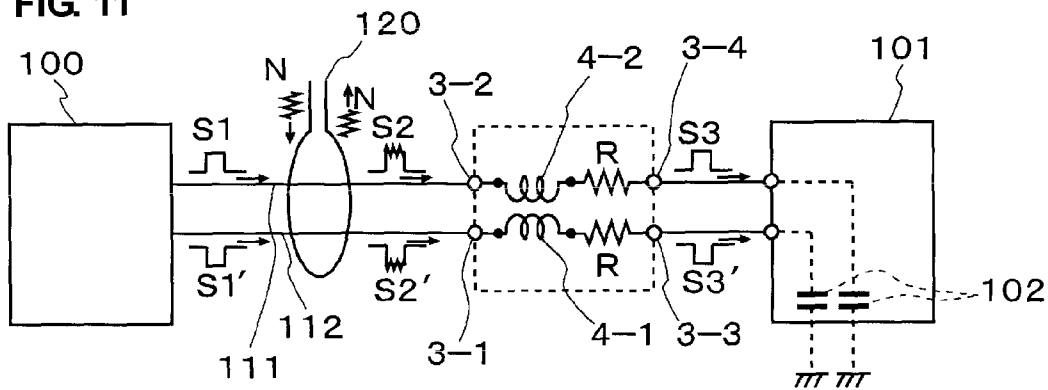 FIG. 11
100
120
N
N
S1
S2
3-2
4-2
3-4
R
S3
101
S1′
S2′
R
S3′
102
111
112
3-1
4-1
3-3